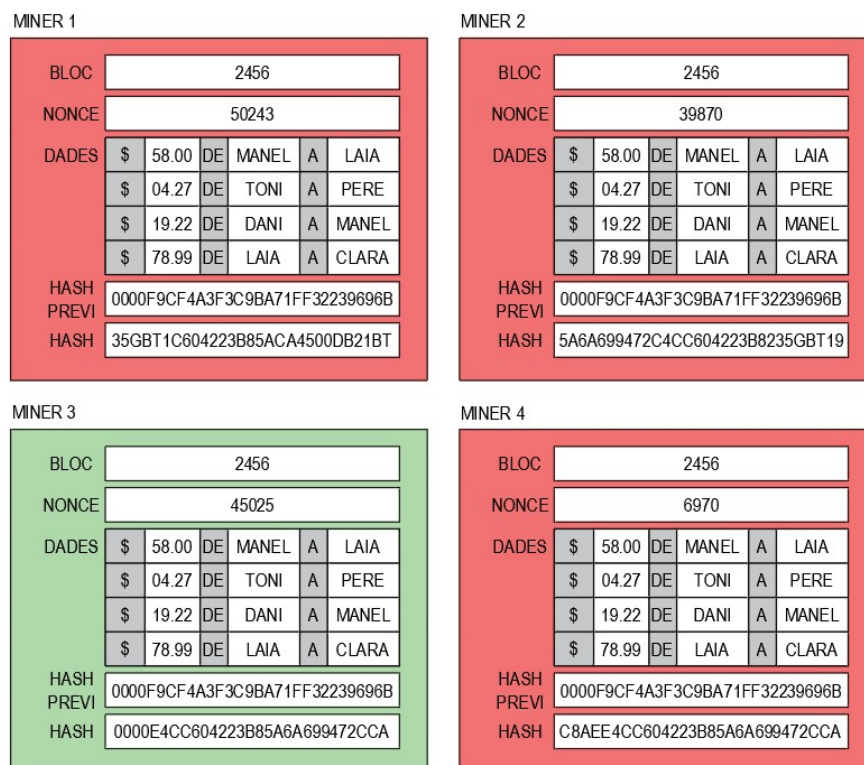 MINER 1
BLOC 2456
NONCE 50243
DADES $ 58.00 DE MANEL A LAIA
$ 04.27 DE TONI A PERE
$ 19.22 DE DANI A MANEL
$ 78.99 DE LAIA A CLARA
HASH PREVI 0000F9CF4A3F3C9BA71FF32239696B
HASH 35GBT1C604223B85ACA4500DB21BT
MINER 2
BLOC 2456
NONCE 39870
DADES $ 58.00 DE MANEL A LAIA
$ 04.27 DE TONI A PERE
$ 19.22 DE DANI A MANEL
$ 78.99 DE LAIA A CLARA
HASH PREVI 0000F9CF4A3F3C9BA71FF32239696B
HASH 5A6A699472C4CC604223B8235GBT19
MINER 3
BLOC 2456
NONCE 45025
DADES $ 58.00 DE MANEL A LAIA
$ 04.27 DE TONI A PERE
$ 19.22 DE DANI A MANEL
$ 78.99 DE LAIA A CLARA
HASH PREVI 0000F9CF4A3F3C9BA71FF32239696B
HASH 0000E4CC604223B85A6A699472CCA
MINER 4
BLOC 2456
NONCE 6970
DADES $ 58.00 DE MANEL A LAIA
$ 04.27 DE TONI A PERE
$ 19.22 DE DANI A MANEL
$ 78.99 DE LAIA A CLARA
HASH PREVI 0000F9CF4A3F3C9BA71FF32239696B
HASH C8AEE4CC604223B85A6A699472CCA